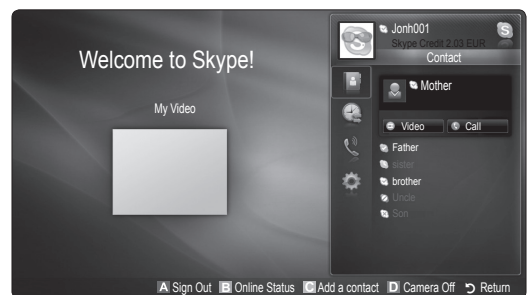 Welcome to Skype!
My Video
Jonh001
Skype Credit 2.03 EUR
Contact
Mother
Video Call
Father
sister
brother
Uncle
Son
A Sign Out B Online Status C Add a contact D Camera Off Return